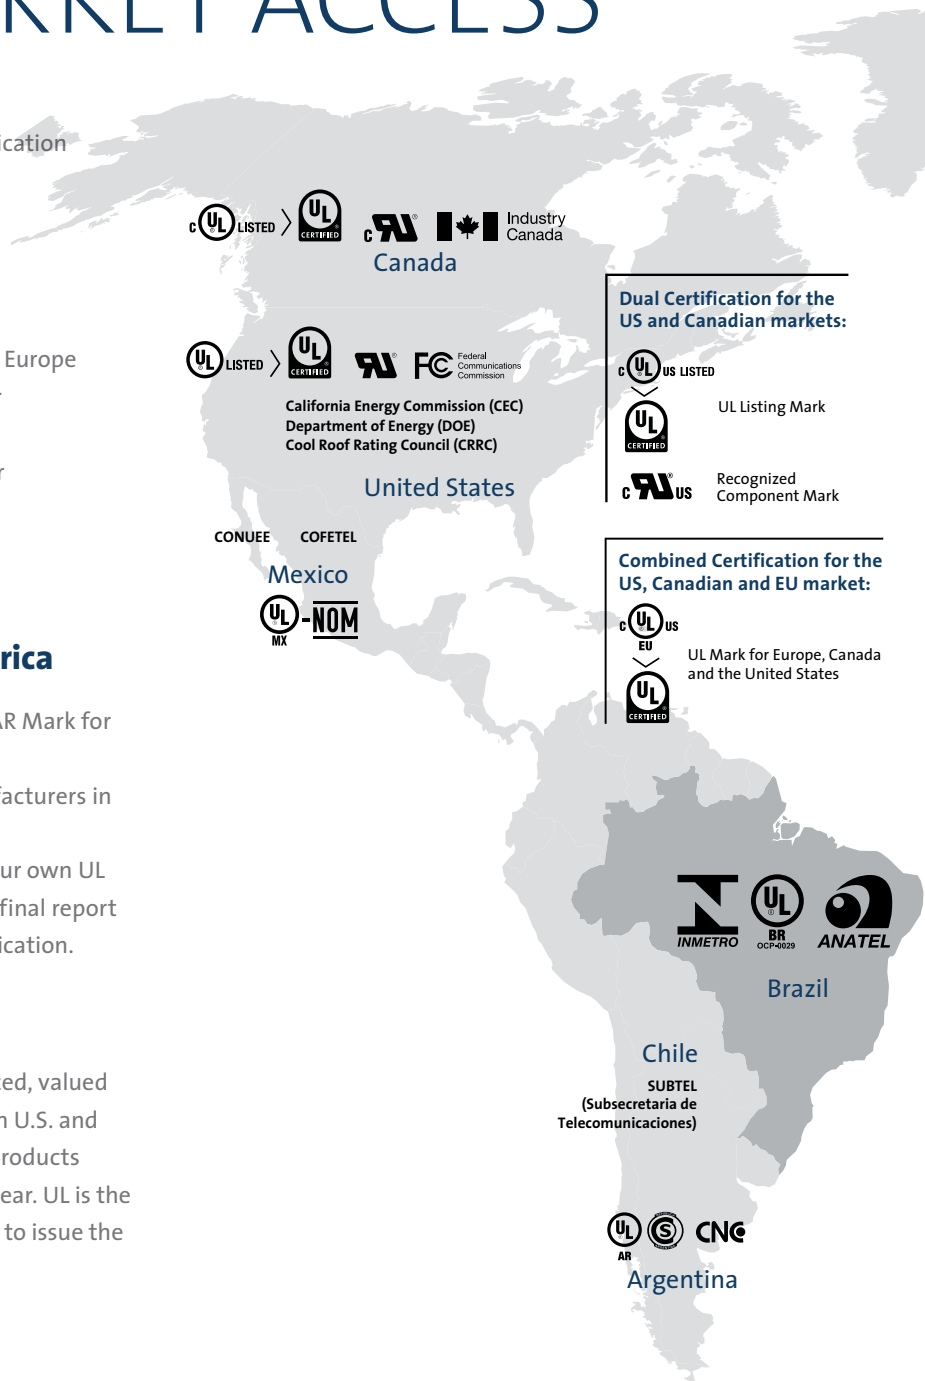 RKET ACCESS
ication
Europe
r
rica
AR Mark for
facturers in
ur own UL
final report
ication.
ted, valued
n U.S. and
roducts
ear. UL is the
to issue the
C UL LISTED
UL
CERTIFIED
C
Industry
Canada
Canada
UL LISTED
UL
CERTIFIED
FC
Federal
Communications
Commission
California Energy Commission (CEC)
Department of Energy (DOE)
Cool Roof Rating Council (CRRC)
United States
CONUEE COFETEL
Mexico
UL -NOM
MX
Dual Certification for the
US and Canadian markets:
C UL US LISTED
UL
CERTIFIED
UL Listing Mark
C US
Recognized
Component Mark
Combined Certification for the
US, Canadian and EU market:
C UL US
EU
UL
CERTIFIED
UL Mark for Europe, Canada
and the United States
INMETRO
UL
BR
OCP-0029
ANATEL
Brazil
Chile
SUBTEL
(Subsecretaria de
Telecomunicaciones)
UL
AR
S
CNC
Argentina